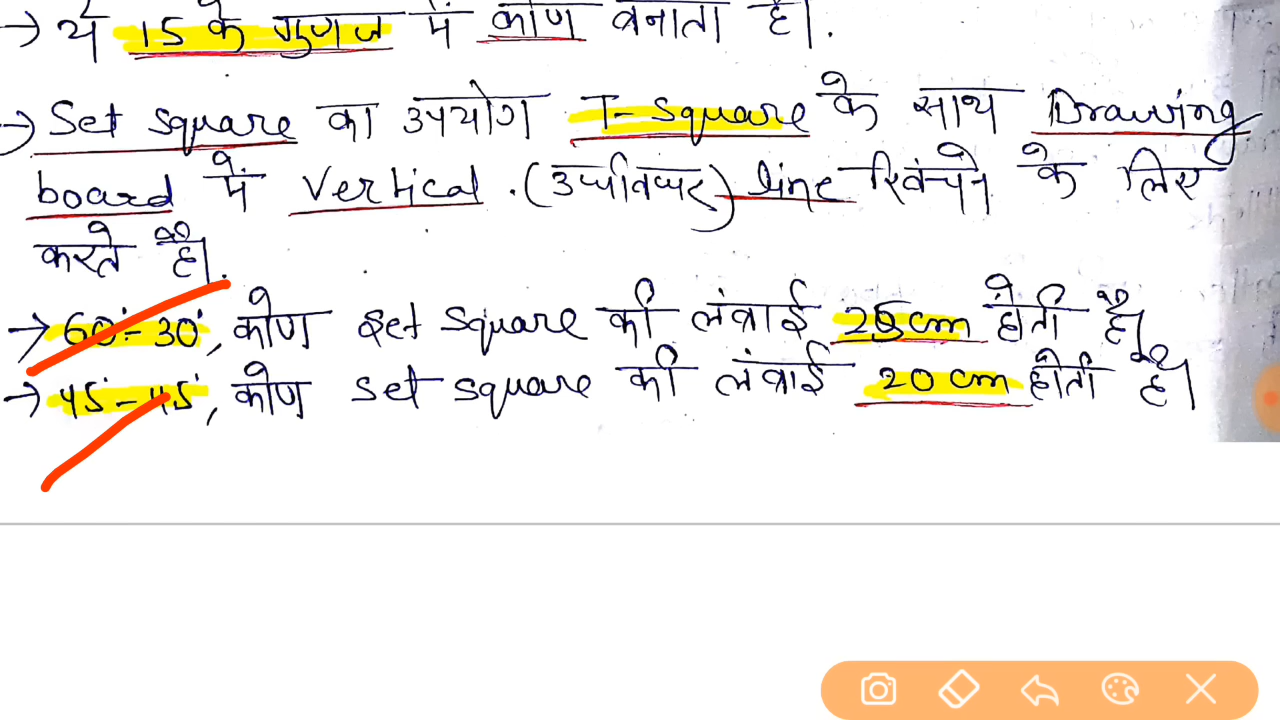 → ये 15 के गुणज में कोण बनाता है।.
→ Set square का उपयोग T-square के साथ Drawing
board में Vertical.(उर्ध्वाधर) line खिंचने के लिए
करते है।.
→ 60°-30°, कोण set square की लंबाई 25cm होती है।
→ 45°-45°, कोण set square की लंबाई 20 cm होती है।